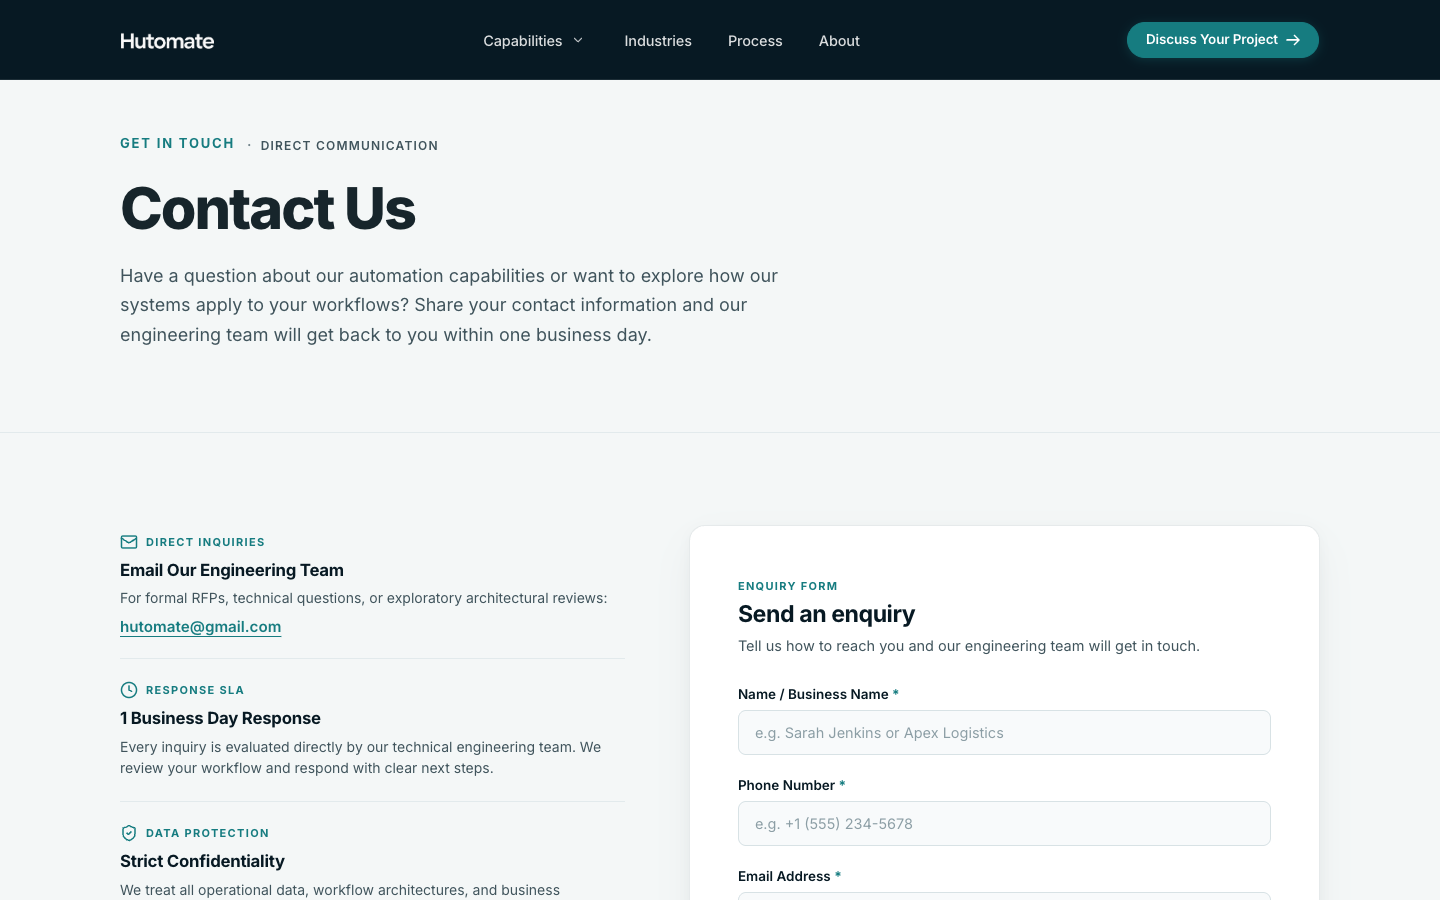 Hutomate
Capabilities
Industries
Process
About
Discuss Your Project
GET IN TOUCH · DIRECT COMMUNICATION
Contact Us
Have a question about our automation capabilities or want to explore how our
systems apply to your workflows? Share your contact information and our
engineering team will get back to you within one business day.
DIRECT INQUIRIES
Email Our Engineering Team
For formal RFPs, technical questions, or exploratory architectural reviews:
hutomate@gmail.com
RESPONSE SLA
1 Business Day Response
Every inquiry is evaluated directly by our technical engineering team. We
review your workflow and respond with clear next steps.
DATA PROTECTION
Strict Confidentiality
We treat all operational data, workflow architectures, and business
ENQUIRY FORM
Send an enquiry
Tell us how to reach you and our engineering team will get in touch.
Name / Business Name *
e.g. Sarah Jenkins or Apex Logistics
Phone Number *
e.g. +1 (555) 234-5678
Email Address *